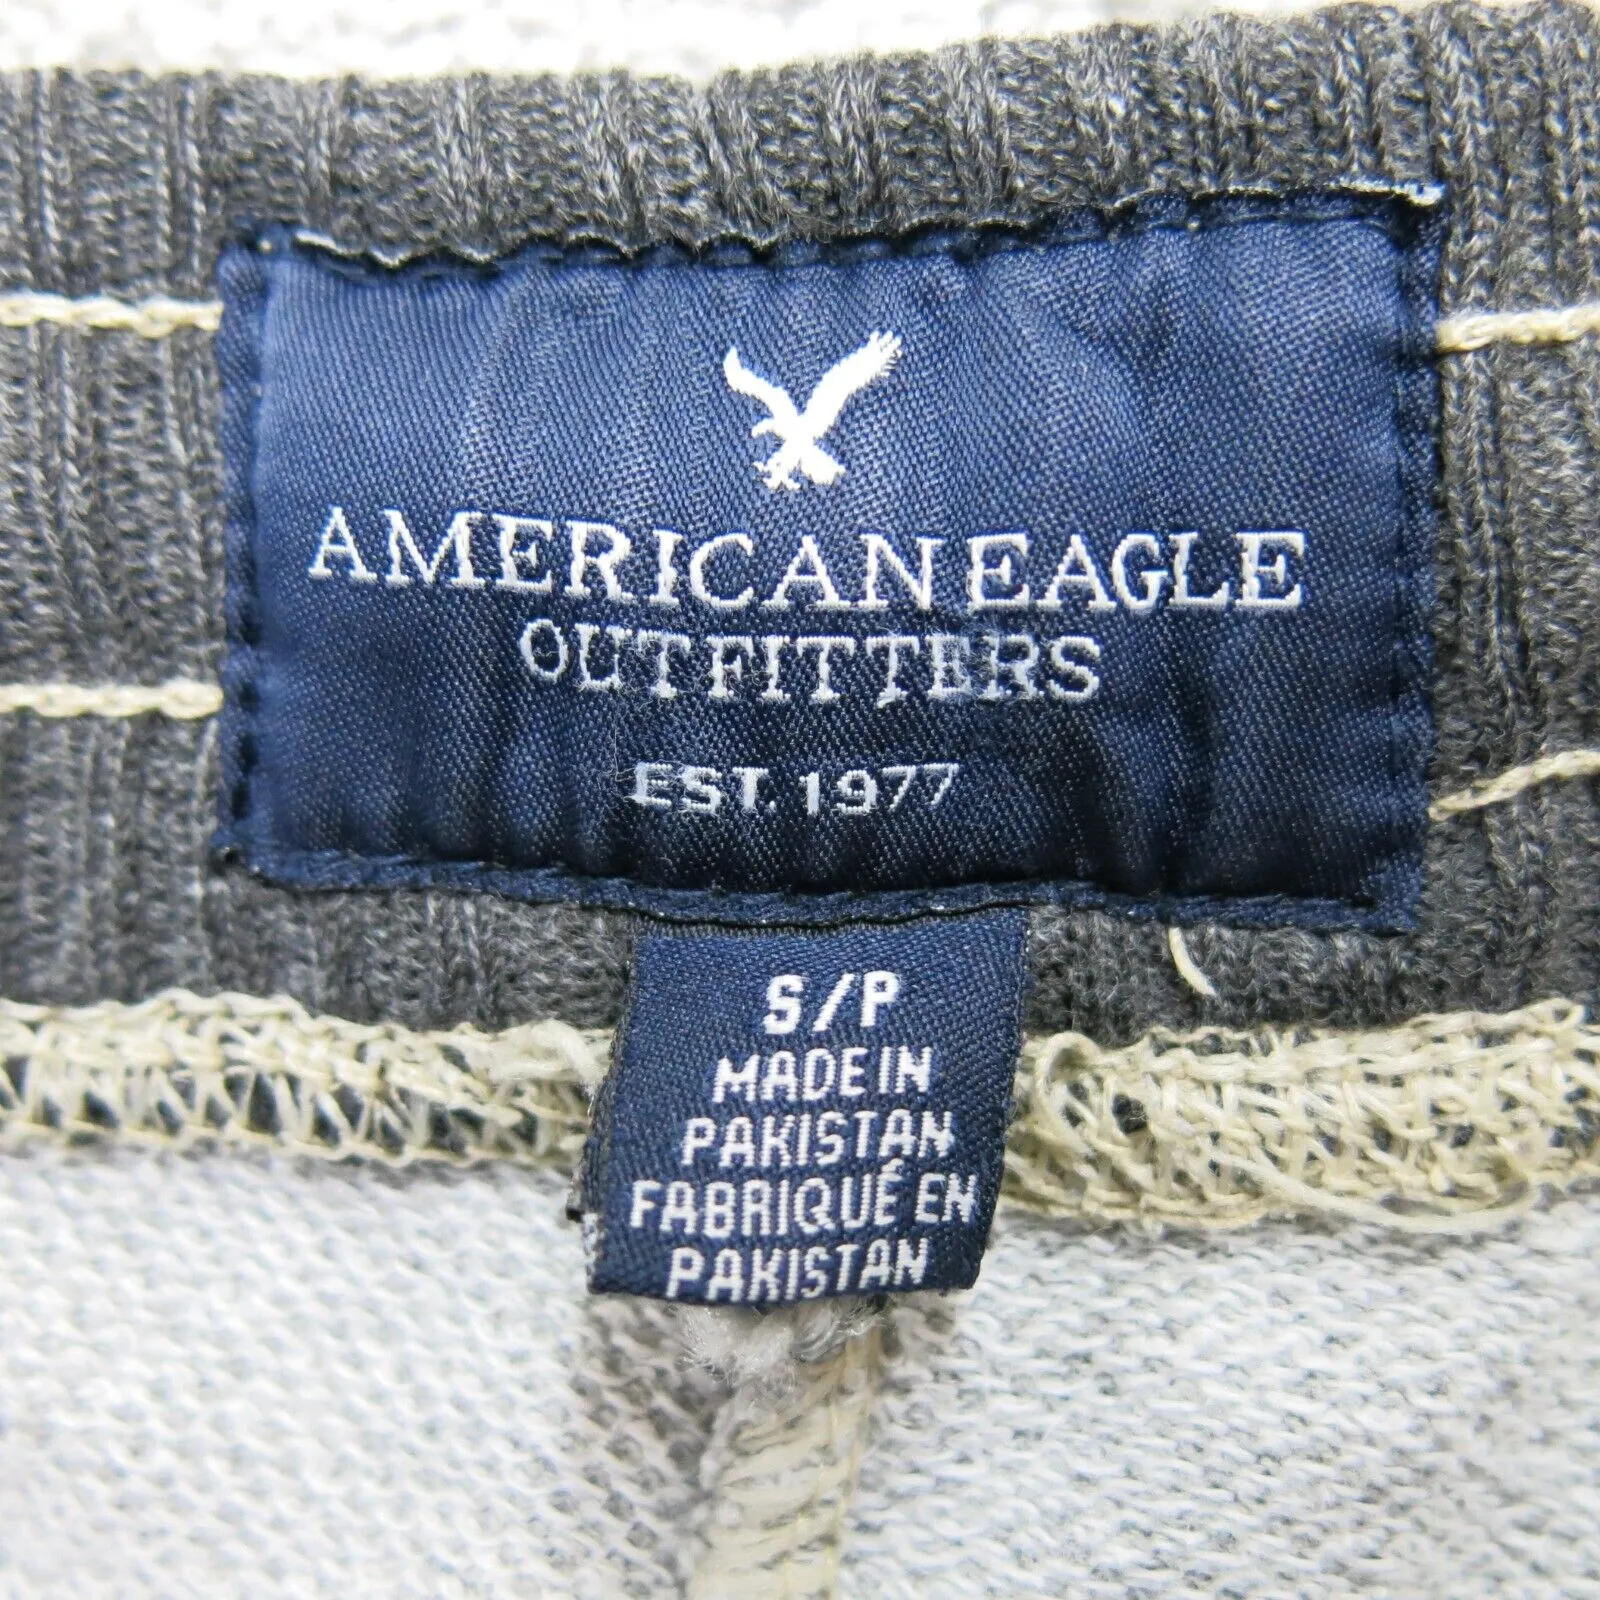 AMERICAN EAGLE
OUTFITTERS
EST. 1977
S/P
MADE IN
PAKISTAN
FABRIQUÉ EN
PAKISTAN